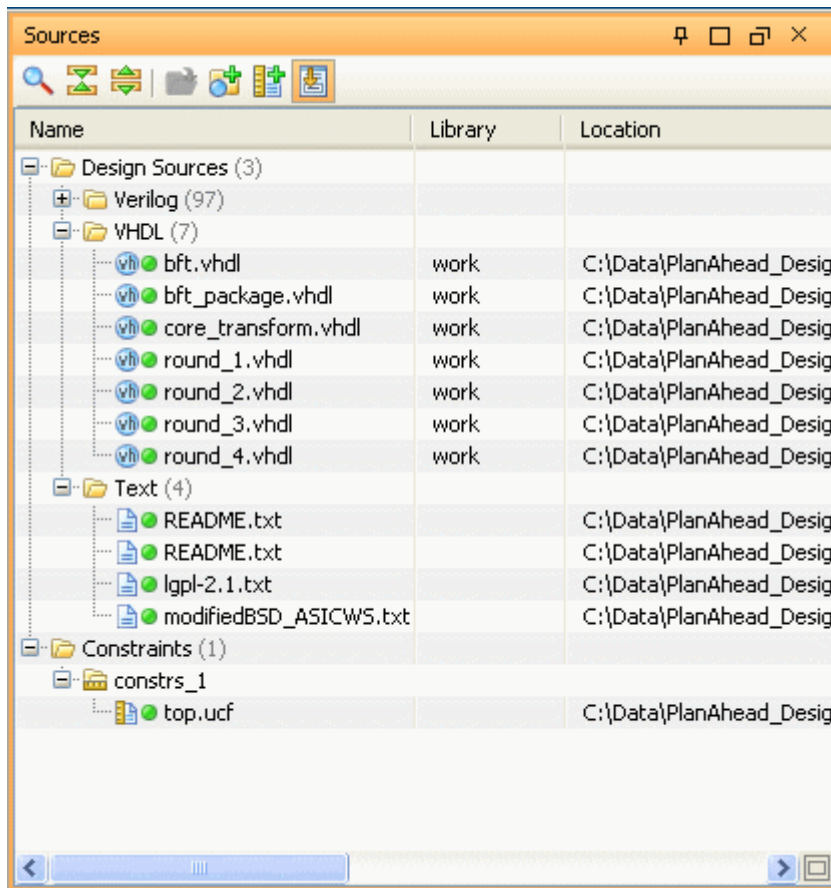 Sources
Name Library Location
Design Sources (3)
Verilog (97)
VHDL (7)
bft.vhdl work C:\Data\PlanAhead_Desig
bft_package.vhdl work C:\Data\PlanAhead_Desig
core_transform.vhdl work C:\Data\PlanAhead_Desig
round_1.vhdl work C:\Data\PlanAhead_Desig
round_2.vhdl work C:\Data\PlanAhead_Desig
round_3.vhdl work C:\Data\PlanAhead_Desig
round_4.vhdl work C:\Data\PlanAhead_Desig
Text (4)
README.txt C:\Data\PlanAhead_Desig
README.txt C:\Data\PlanAhead_Desig
lgpl-2.1.txt C:\Data\PlanAhead_Desig
modifiedBSD_ASICWS.txt C:\Data\PlanAhead_Desig
Constraints (1)
constrs_1
top.ucf C:\Data\PlanAhead_Desig